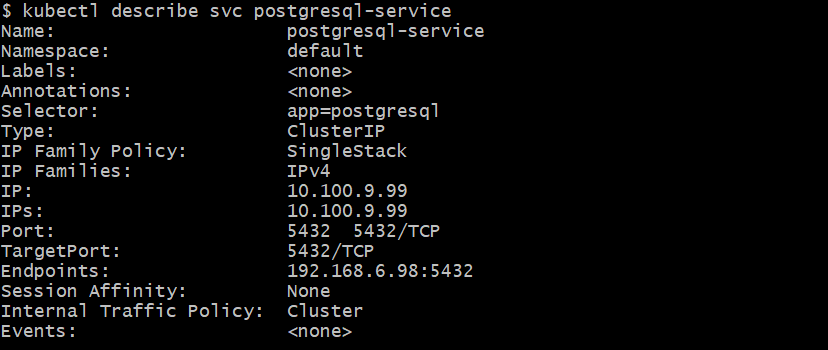 $ kubectl describe svc postgresql-service
Name:                     postgresql-service
Namespace:                default
Labels:                   <none>
Annotations:              <none>
Selector:                 app=postgresql
Type:                     ClusterIP
IP Family Policy:         SingleStack
IP Families:              IPv4
IP:                       10.100.9.99
IPs:                      10.100.9.99
Port:                     5432  5432/TCP
TargetPort:               5432/TCP
Endpoints:                192.168.6.98:5432
Session Affinity:         None
Internal Traffic Policy:  Cluster
Events:                   <none>